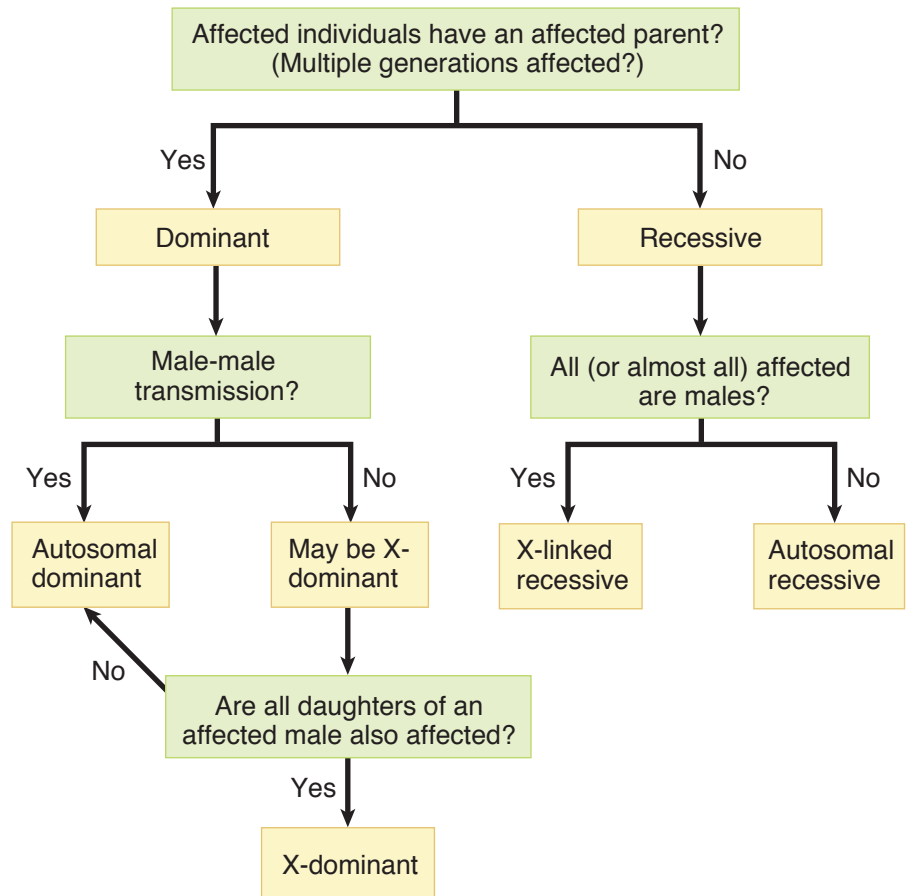 Affected individuals have an affected parent?
(Multiple generations affected?)
Yes
No
Dominant
Recessive
Male-male
transmission?
All (or almost all) affected
are males?
Yes
No
Yes
No
Autosomal
dominant
May be X-
dominant
X-linked
recessive
Autosomal
recessive
No
Are all daughters of an
affected male also affected?
Yes
X-dominant